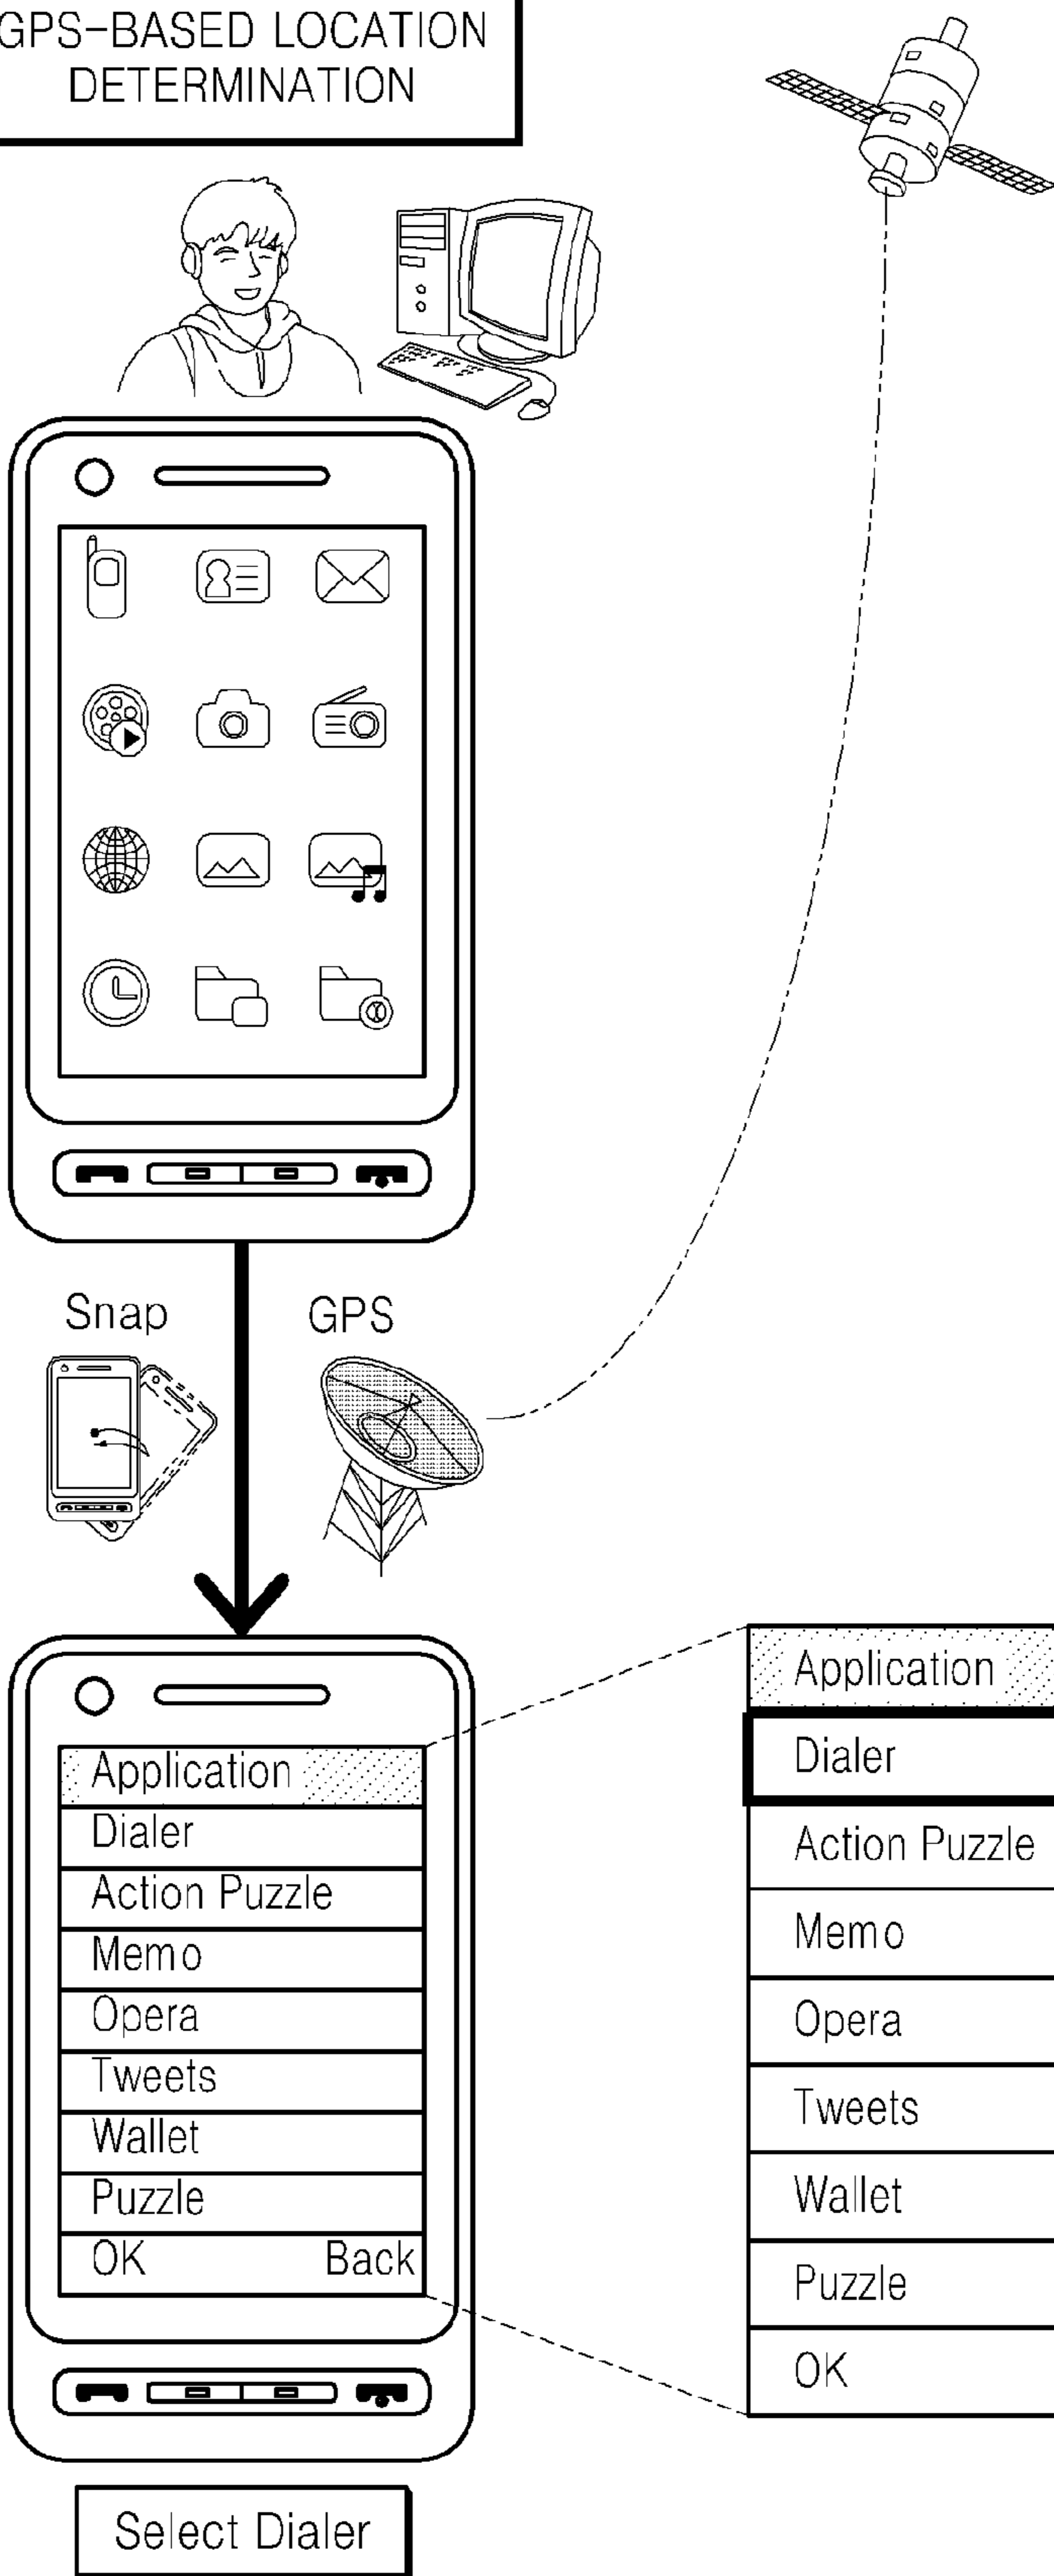 GPS-BASED LOCATION
DETERMINATION
Snap
GPS
Application
Dialer
Action Puzzle
Memo
Opera
Tweets
Wallet
Puzzle
OK Back
Application
Dialer
Action Puzzle
Memo
Opera
Tweets
Wallet
Puzzle
OK
Select Dialer